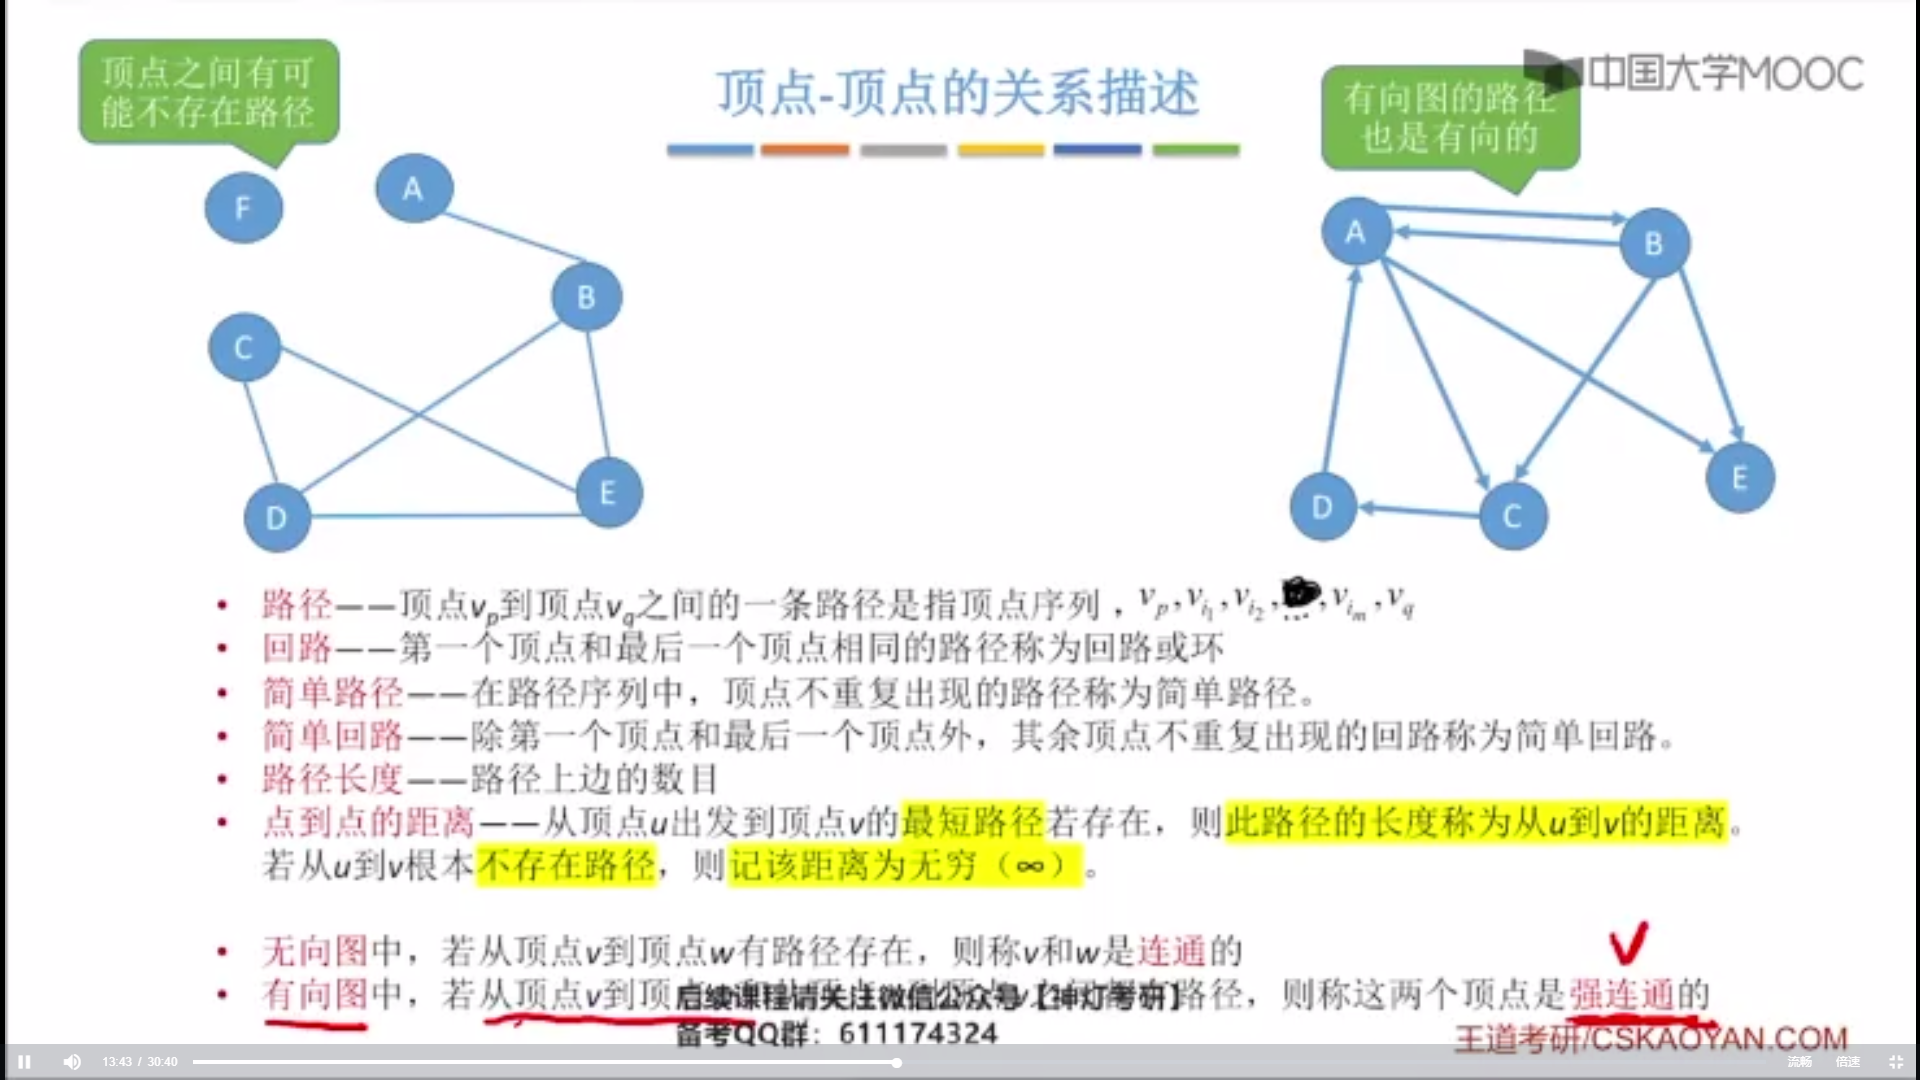 顶点之间有可
能不存在路径
顶点-顶点的关系描述
中国大学MOOC
有向图的路径
也是有向的
F
A
B
C
D
E
A
B
C
D
E
• 路径——顶点vp到顶点vq之间的一条路径是指顶点序列，vp,vi1,vi2,...,vim,vq
• 回路——第一个顶点和最后一个顶点相同的路径称为回路或环
• 简单路径——在路径序列中，顶点不重复出现的路径称为简单路径。
• 简单回路——除第一个顶点和最后一个顶点外，其余顶点不重复出现的回路称为简单回路。
• 路径长度——路径上边的数目
• 点到点的距离——从顶点u出发到顶点v的最短路径若存在，则此路径的长度称为从u到v的距离。
若从u到v根本不存在路径，则记该距离为无穷（∞）。
• 无向图中，若从顶点v到顶点w有路径存在，则称v和w是连通的
• 有向图中，若从顶点v到顶 路径，则称这两个顶点是强连通的
后续课程请关注微信公众号【神灯考研】
备考QQ群：611174324
王道考研/CSKAOYAN.COM
13:43 / 30:40
流畅 倍速